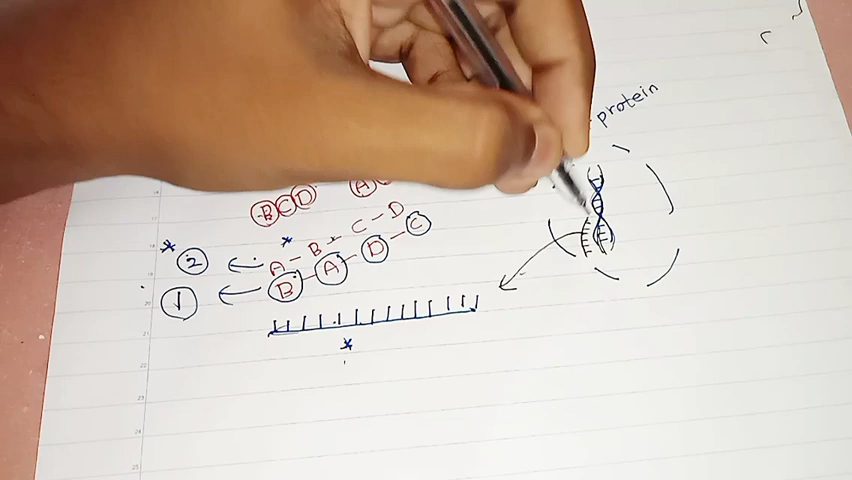 protein
B C D A
* 2 A - B - C - D
1 B - A - D - C